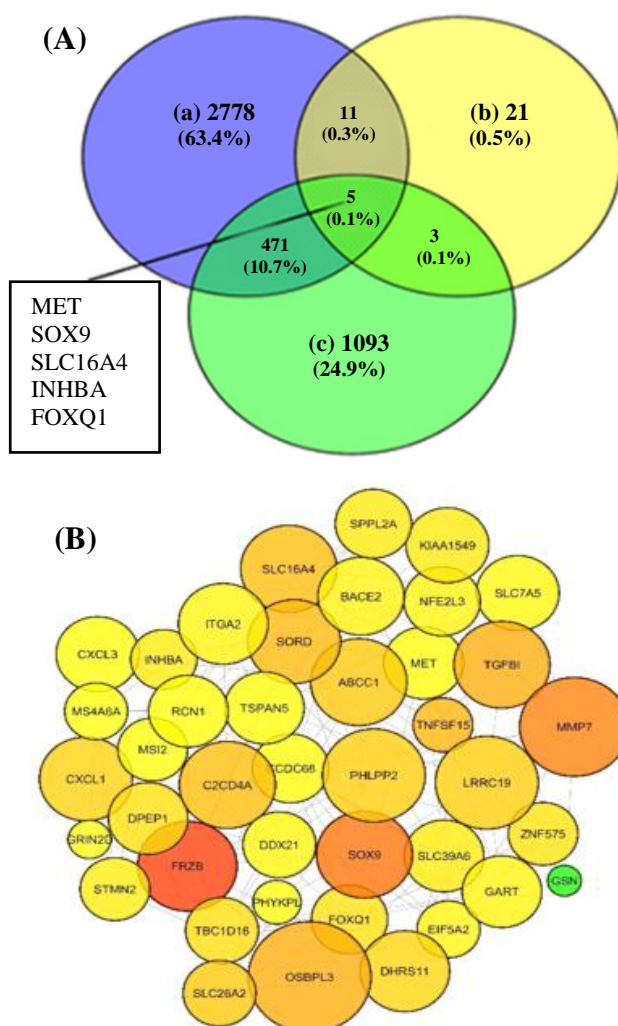 (A)
(a) 2778
(63.4%)
11
(0.3%)
(b) 21
(0.5%)
5
(0.1%)
471
(10.7%)
3
(0.1%)
(c) 1093
(24.9%)
MET
SOX9
SLC16A4
INHBA
FOXQ1
(B)
SPPL2A
KIAA1549
SLC16A4
BACE2
NFE2L3
SLC7A5
ITGA2
CXCL3
INHBA
SORD
MET
TGFBI
ABCC1
MS4A6A
RCN1
TSPAN5
TNFSF15
MMP7
MSI2
CXCL1
C2CD4A
CCDC68
PHLPP2
LRRC19
DPEP1
GRIN2D
DDX21
SOX9
ZNF575
FRZB
SLC39A6
GSN
STMN2
PHYKPL
GART
TBC1D16
FOXQ1
EIF5A2
OSBPL3
DHRS11
SLC26A2